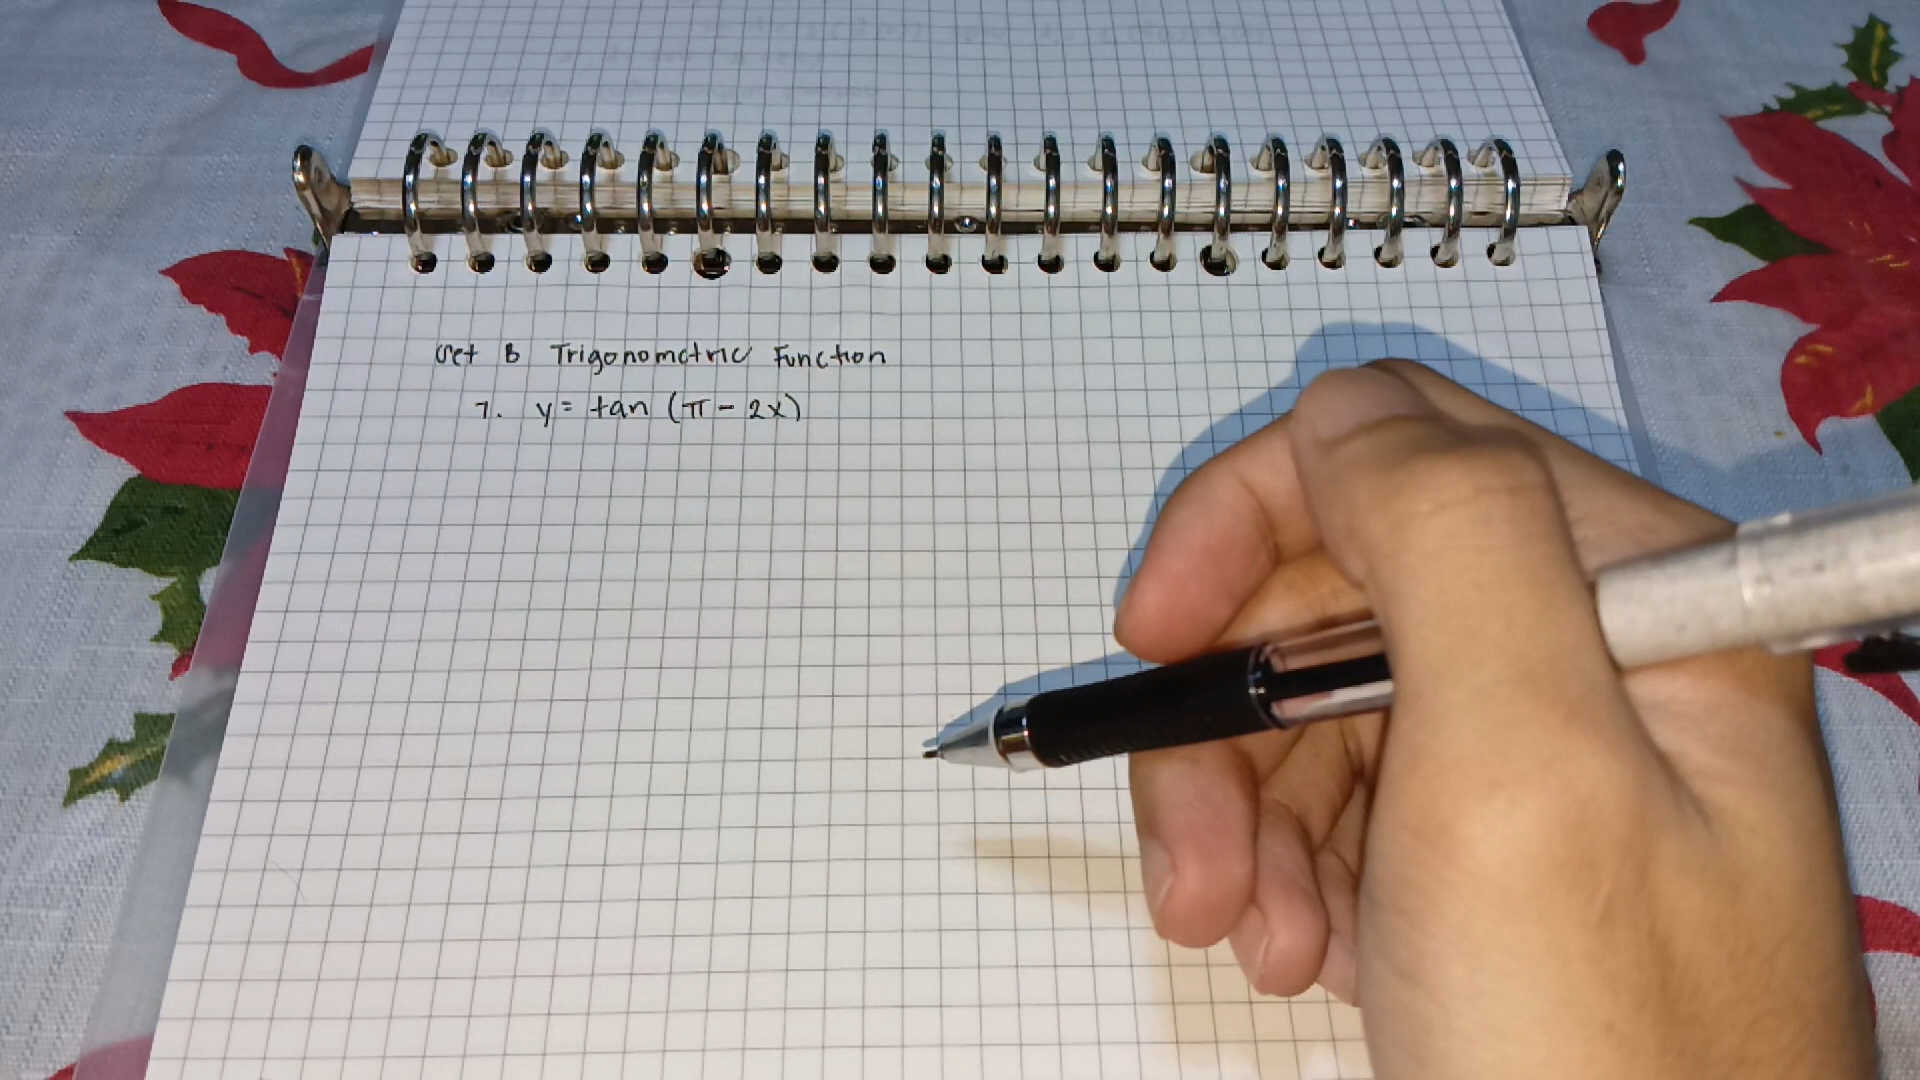 Set B Trigonometric Function
7. y = tan (π - 2x)